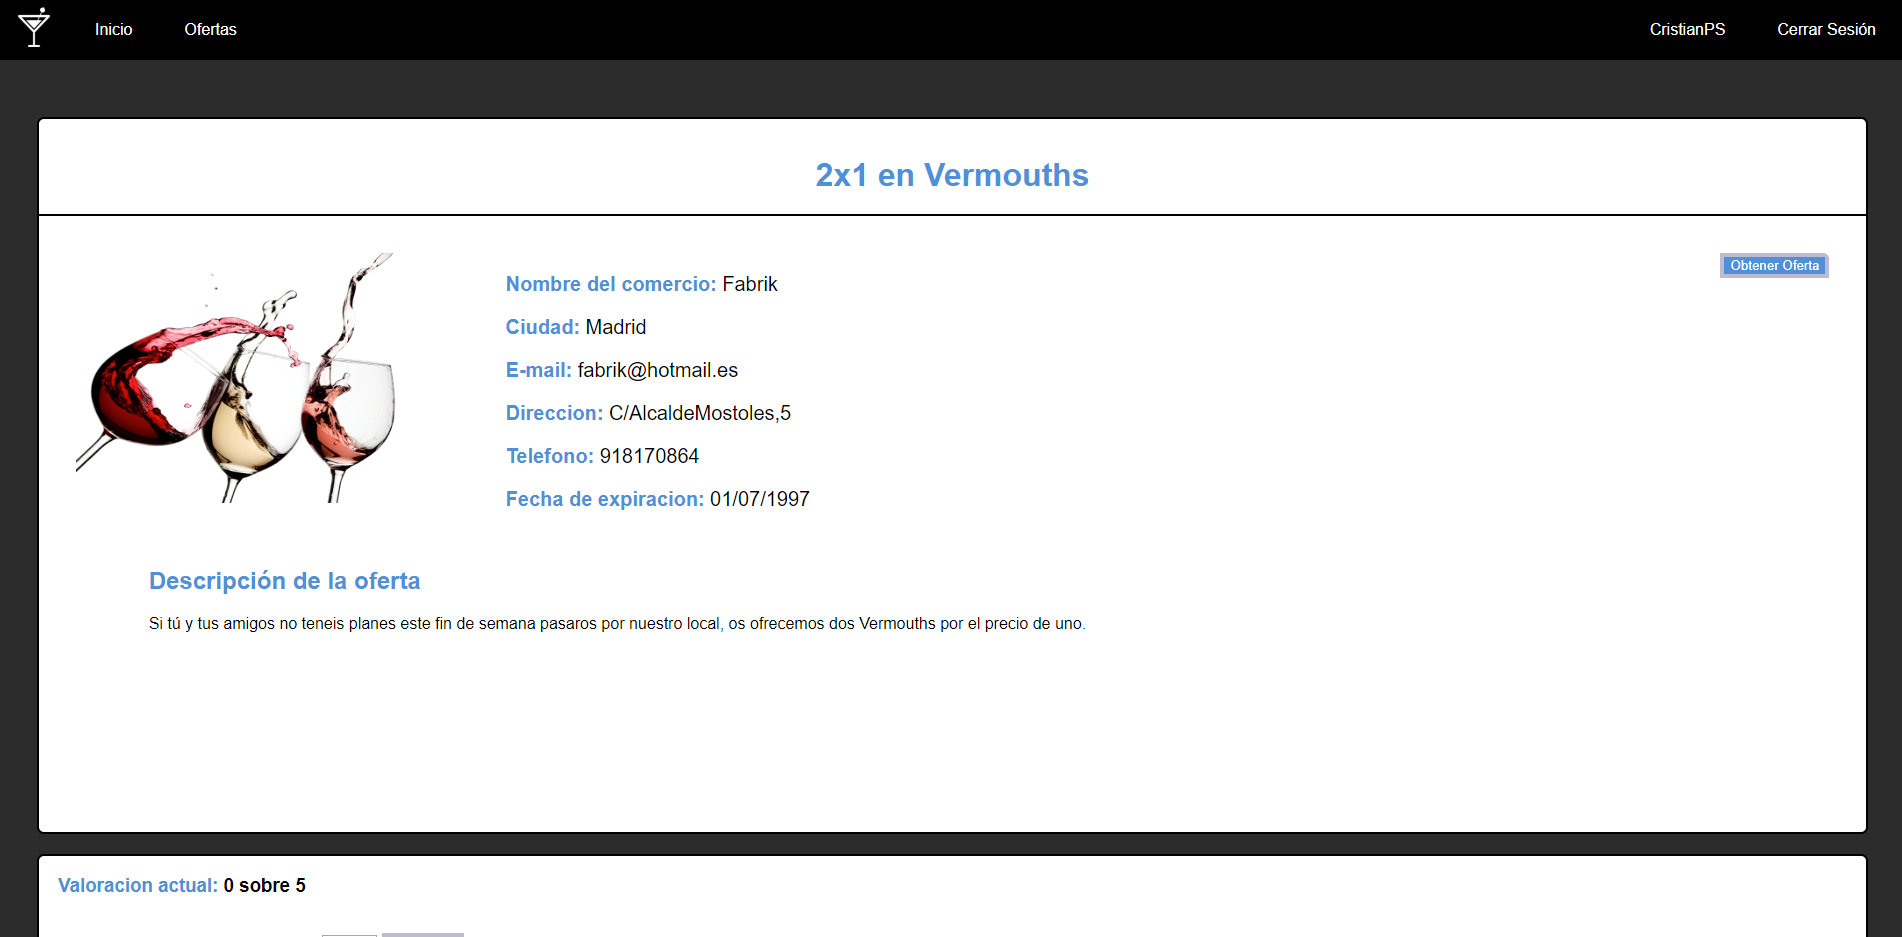 Inicio
Ofertas
CristianPS
Cerrar Sesión
2x1 en Vermouths
Obtener Oferta
Nombre del comercio: Fabrik
Ciudad: Madrid
E-mail: fabrik@hotmail.es
Direccion: C/AlcaldeMostoles,5
Telefono: 918170864
Fecha de expiracion: 01/07/1997
Descripción de la oferta
Si tú y tus amigos no teneis planes este fin de semana pasaros por nuestro local, os ofrecemos dos Vermouths por el precio de uno.
Valoracion actual: 0 sobre 5